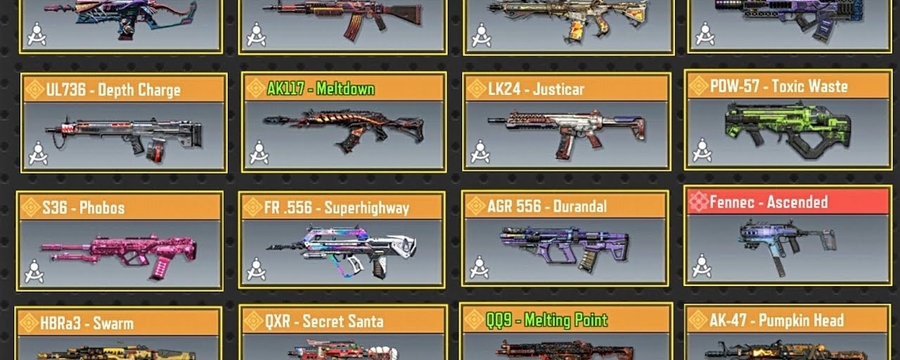 UL736 - Depth Charge
AK117 - Meltdown
LK24 - Justicar
PDW-57 - Toxic Waste
S36 - Phobos
FR .556 - Superhighway
AGR 556 - Durandal
Fennec - Ascended
HBRa3 - Swarm
QXR - Secret Santa
QQ9 - Melting Point
AK-47 - Pumpkin Head